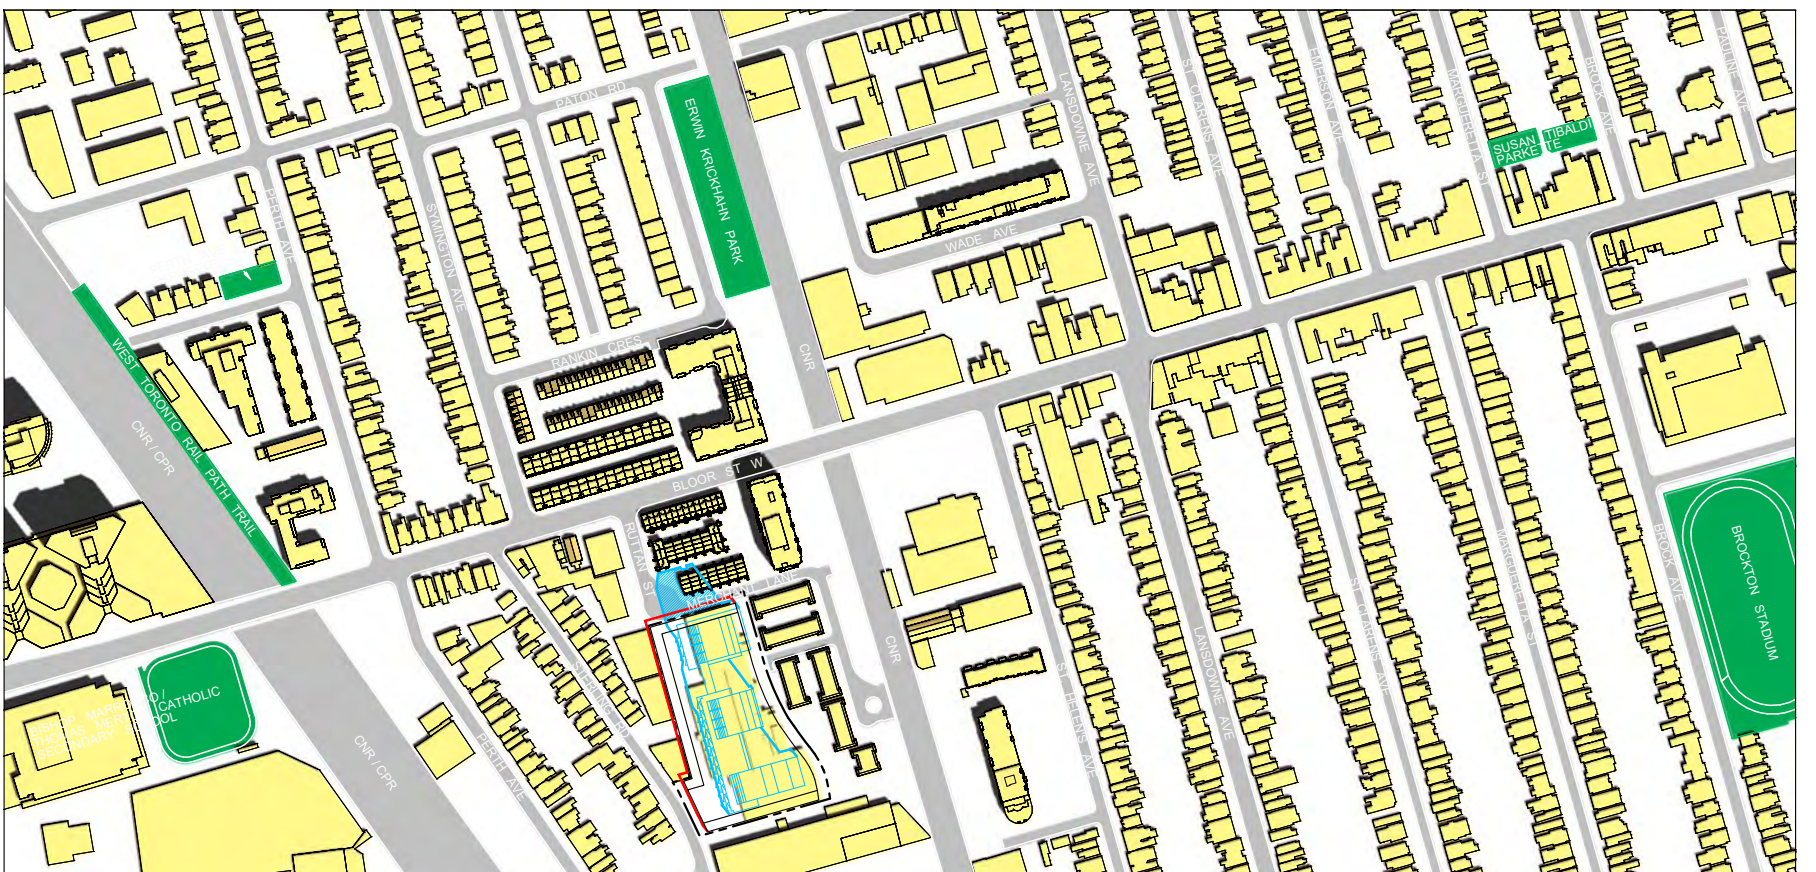 PATON RD
ERWIN KRICKHAHN PARK
LANSDOWNE AVE
ST CLARENS AVE
EMERSON AVE
MARGUERETTA ST
BROCK AVE
PAULINE AVE
SUSAN TIBALDI
PARKETTE
PERTH AVE
SYMINGTON AVE
WADE AVE
WEST TORONTO RAIL PATH TRAIL
CNR / CPR
RANKIN CRES
CNR
BLOOR ST W
RUTTAN ST
MERCHANT LANE
CNR
STERLING RD
PERTH AVE
CNR / CPR
ST HELENS AVE
LANSDOWNE AVE
ST CLARENS AVE
MARGUERETTA ST
BROCK AVE
BROCKTON STADIUM
CATHOLIC
SECONDARY